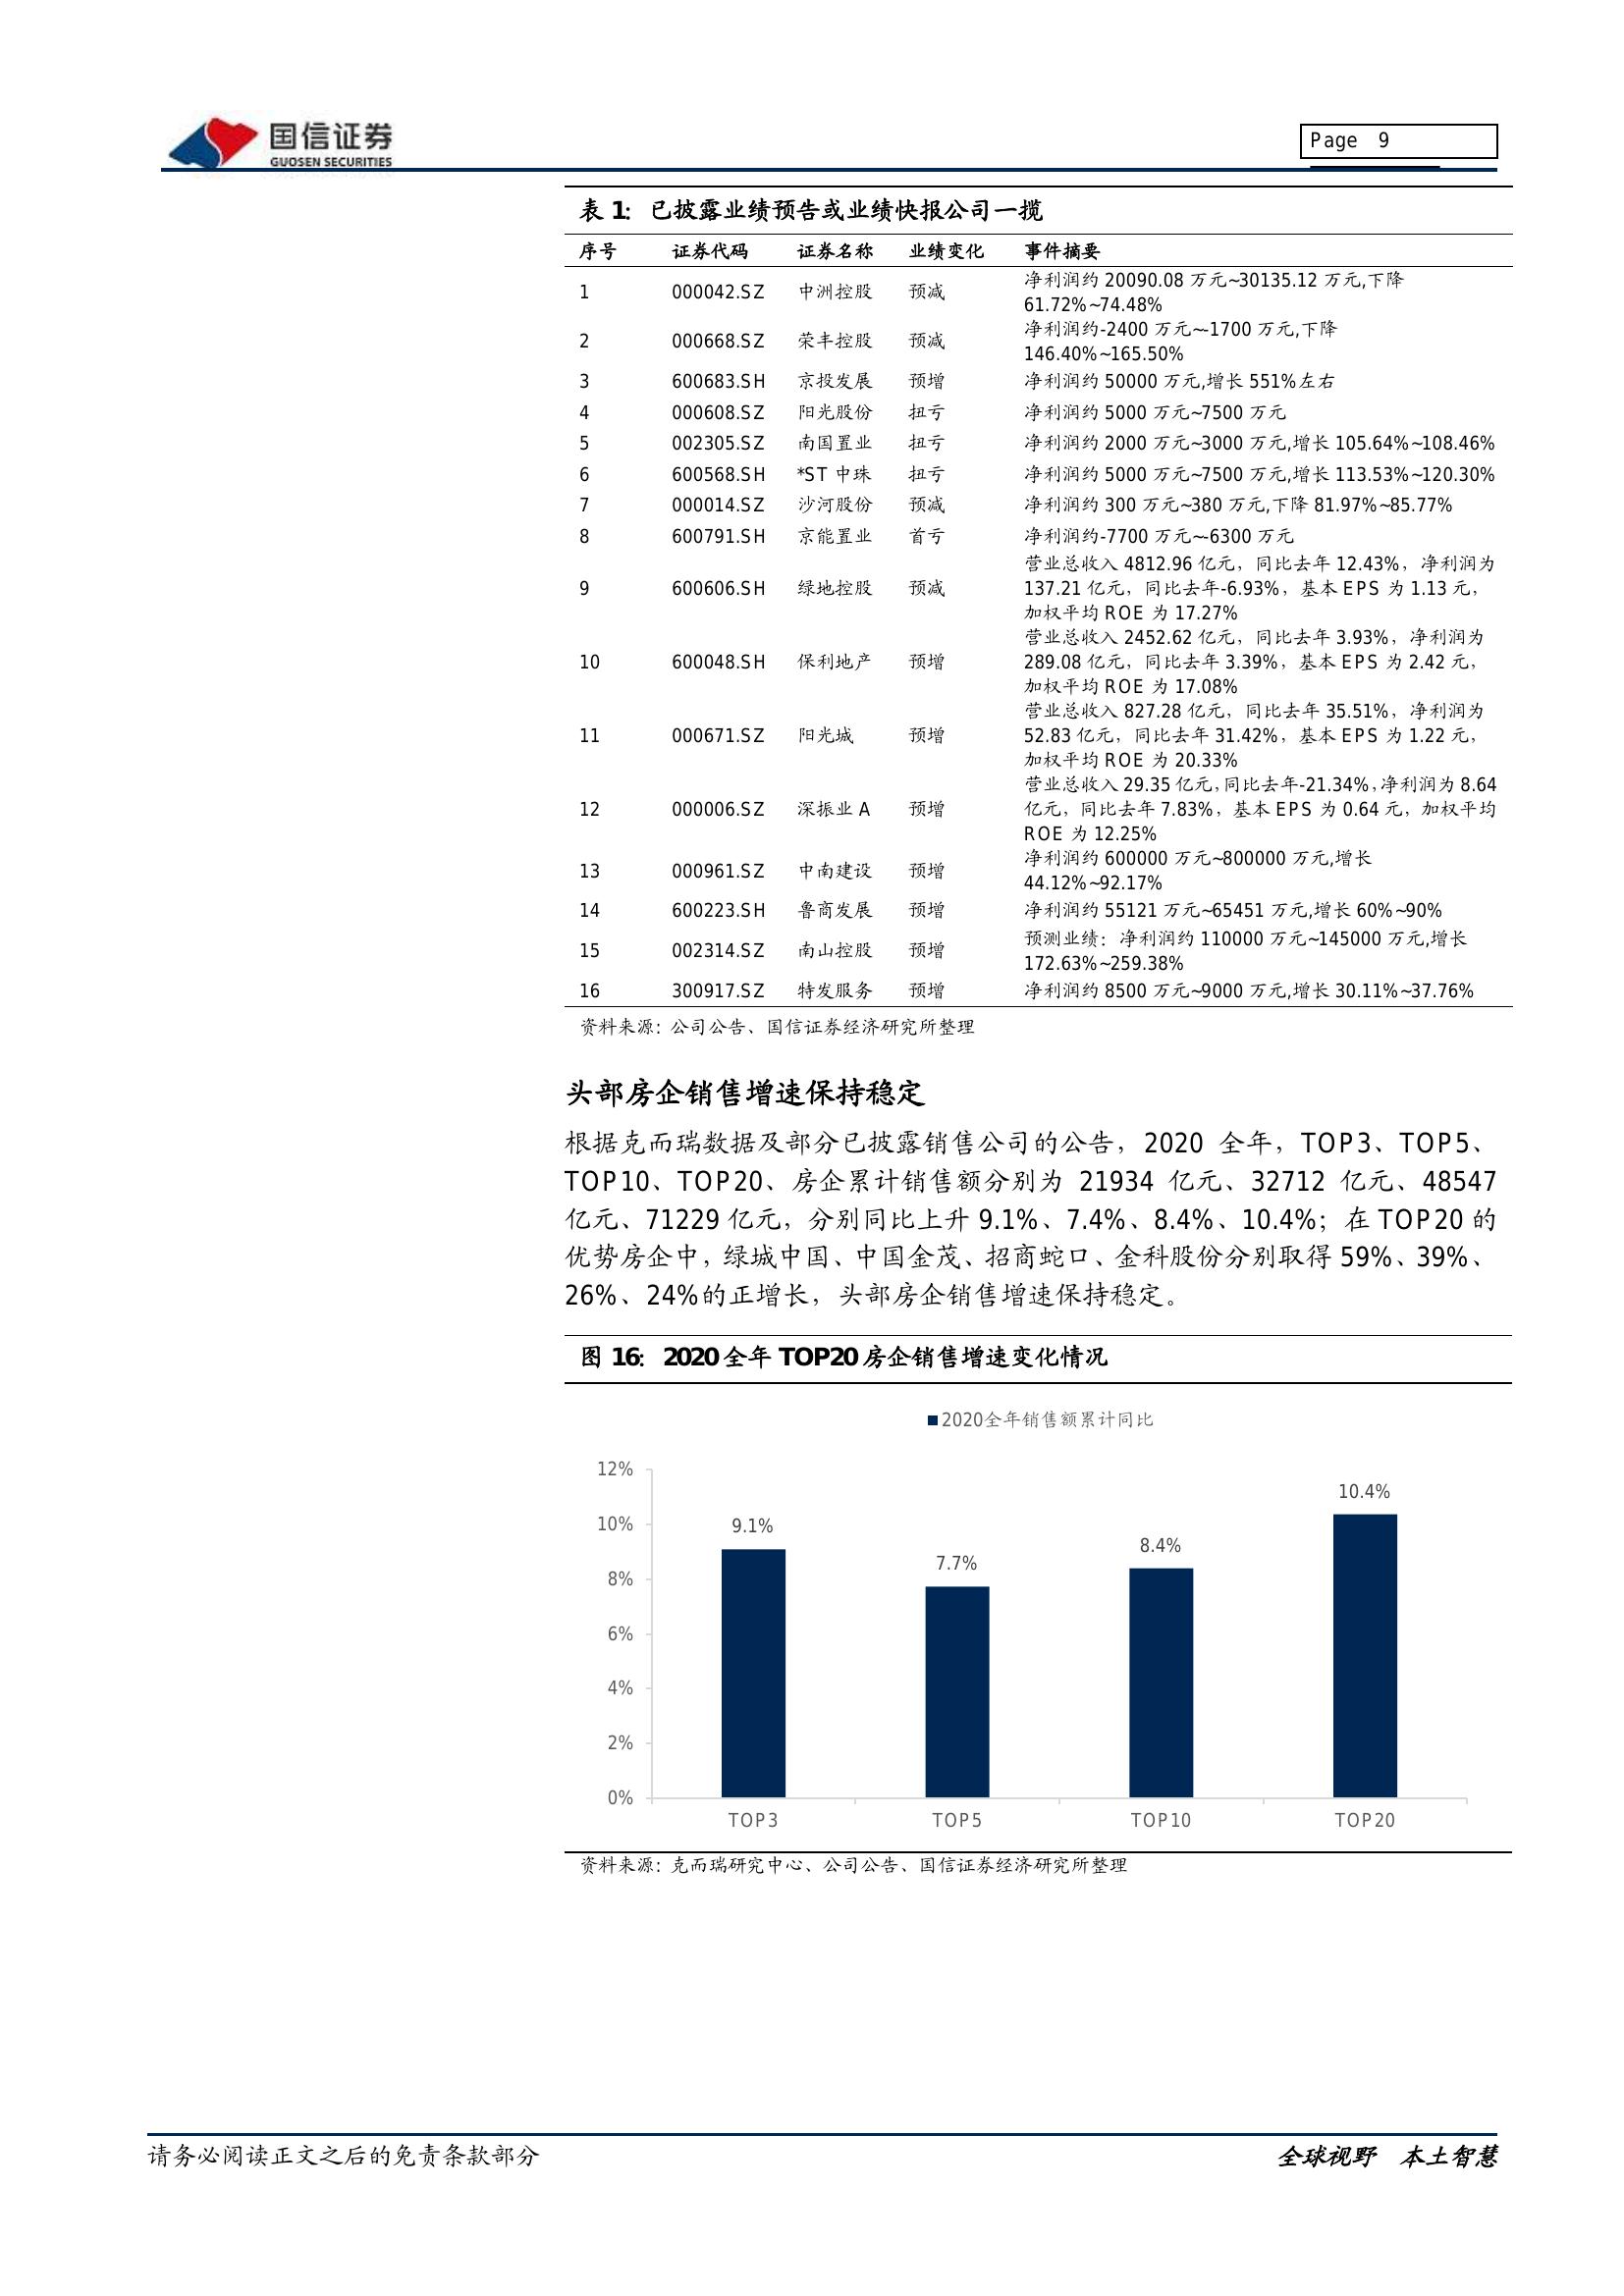 国信证券
GUOSEN SECURITIES
Page 9
表 1: 已披露业绩预告或业绩快报公司一揽
序号 证券代码 证券名称 业绩变化 事件摘要
1 000042.SZ 中洲控股 预减 净利润约 20090.08 万元~30135.12 万元,下降
61.72%~74.48%
2 000668.SZ 荣丰控股 预减 净利润约-2400 万元~-1700 万元,下降
146.40%~165.50%
3 600683.SH 京投发展 预增 净利润约 50000 万元,增长 551%左右
4 000608.SZ 阳光股份 扭亏 净利润约 5000 万元~7500 万元
5 002305.SZ 南国置业 扭亏 净利润约 2000 万元~3000 万元,增长 105.64%~108.46%
6 600568.SH *ST 中珠 扭亏 净利润约 5000 万元~7500 万元,增长 113.53%~120.30%
7 000014.SZ 沙河股份 预减 净利润约 300 万元~380 万元,下降 81.97%~85.77%
8 600791.SH 京能置业 首亏 净利润约-7700 万元~-6300 万元
9 600606.SH 绿地控股 预减 营业总收入 4812.96 亿元，同比去年 12.43%，净利润为
137.21 亿元，同比去年-6.93%，基本 EPS 为 1.13 元，
加权平均 ROE 为 17.27%
10 600048.SH 保利地产 预增 营业总收入 2452.62 亿元，同比去年 3.93%，净利润为
289.08 亿元，同比去年 3.39%，基本 EPS 为 2.42 元，
加权平均 ROE 为 17.08%
11 000671.SZ 阳光城 预增 营业总收入 827.28 亿元，同比去年 35.51%，净利润为
52.83 亿元，同比去年 31.42%，基本 EPS 为 1.22 元，
加权平均 ROE 为 20.33%
12 000006.SZ 深振业 A 预增 营业总收入 29.35 亿元，同比去年-21.34%，净利润为 8.64
亿元，同比去年 7.83%，基本 EPS 为 0.64 元，加权平均
ROE 为 12.25%
13 000961.SZ 中南建设 预增 净利润约 600000 万元~800000 万元,增长
44.12%~92.17%
14 600223.SH 鲁商发展 预增 净利润约 55121 万元~65451 万元,增长 60%~90%
15 002314.SZ 南山控股 预增 预测业绩：净利润约 110000 万元~145000 万元,增长
172.63%~259.38%
16 300917.SZ 特发服务 预增 净利润约 8500 万元~9000 万元,增长 30.11%~37.76%
资料来源：公司公告、国信证券经济研究所整理
头部房企销售增速保持稳定
根据克而瑞数据及部分已披露销售公司的公告，2020 全年，TOP3、TOP5、
TOP10、TOP20、房企累计销售额分别为 21934 亿元、32712 亿元、48547
亿元、71229 亿元，分别同比上升 9.1%、7.4%、8.4%、10.4%；在 TOP20 的
优势房企中，绿城中国、中国金茂、招商蛇口、金科股份分别取得 59%、39%、
26%、24%的正增长，头部房企销售增速保持稳定。
图 16: 2020 全年 TOP20 房企销售增速变化情况
2020全年销售额累计同比
12%
10%
8%
6%
4%
2%
0%
9.1%
7.7%
8.4%
10.4%
TOP3 TOP5 TOP10 TOP20
资料来源：克而瑞研究中心、公司公告、国信证券经济研究所整理
请务必阅读正文之后的免责条款部分 全球视野 本土智慧